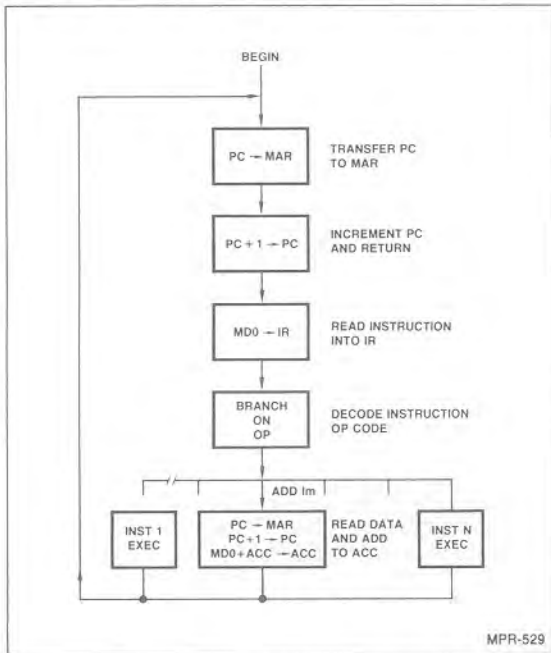 BEGIN
PC → MAR
TRANSFER PC
TO MAR
PC + 1 → PC
INCREMENT PC
AND RETURN
MD0 → IR
READ INSTRUCTION
INTO IR
BRANCH
ON
OP
DECODE INSTRUCTION
OP CODE
ADD Im
INST 1
EXEC
PC → MAR
PC+1 → PC
MD0+ACC → ACC
READ DATA
AND ADD
TO ACC
INST N
EXEC
MPR-529